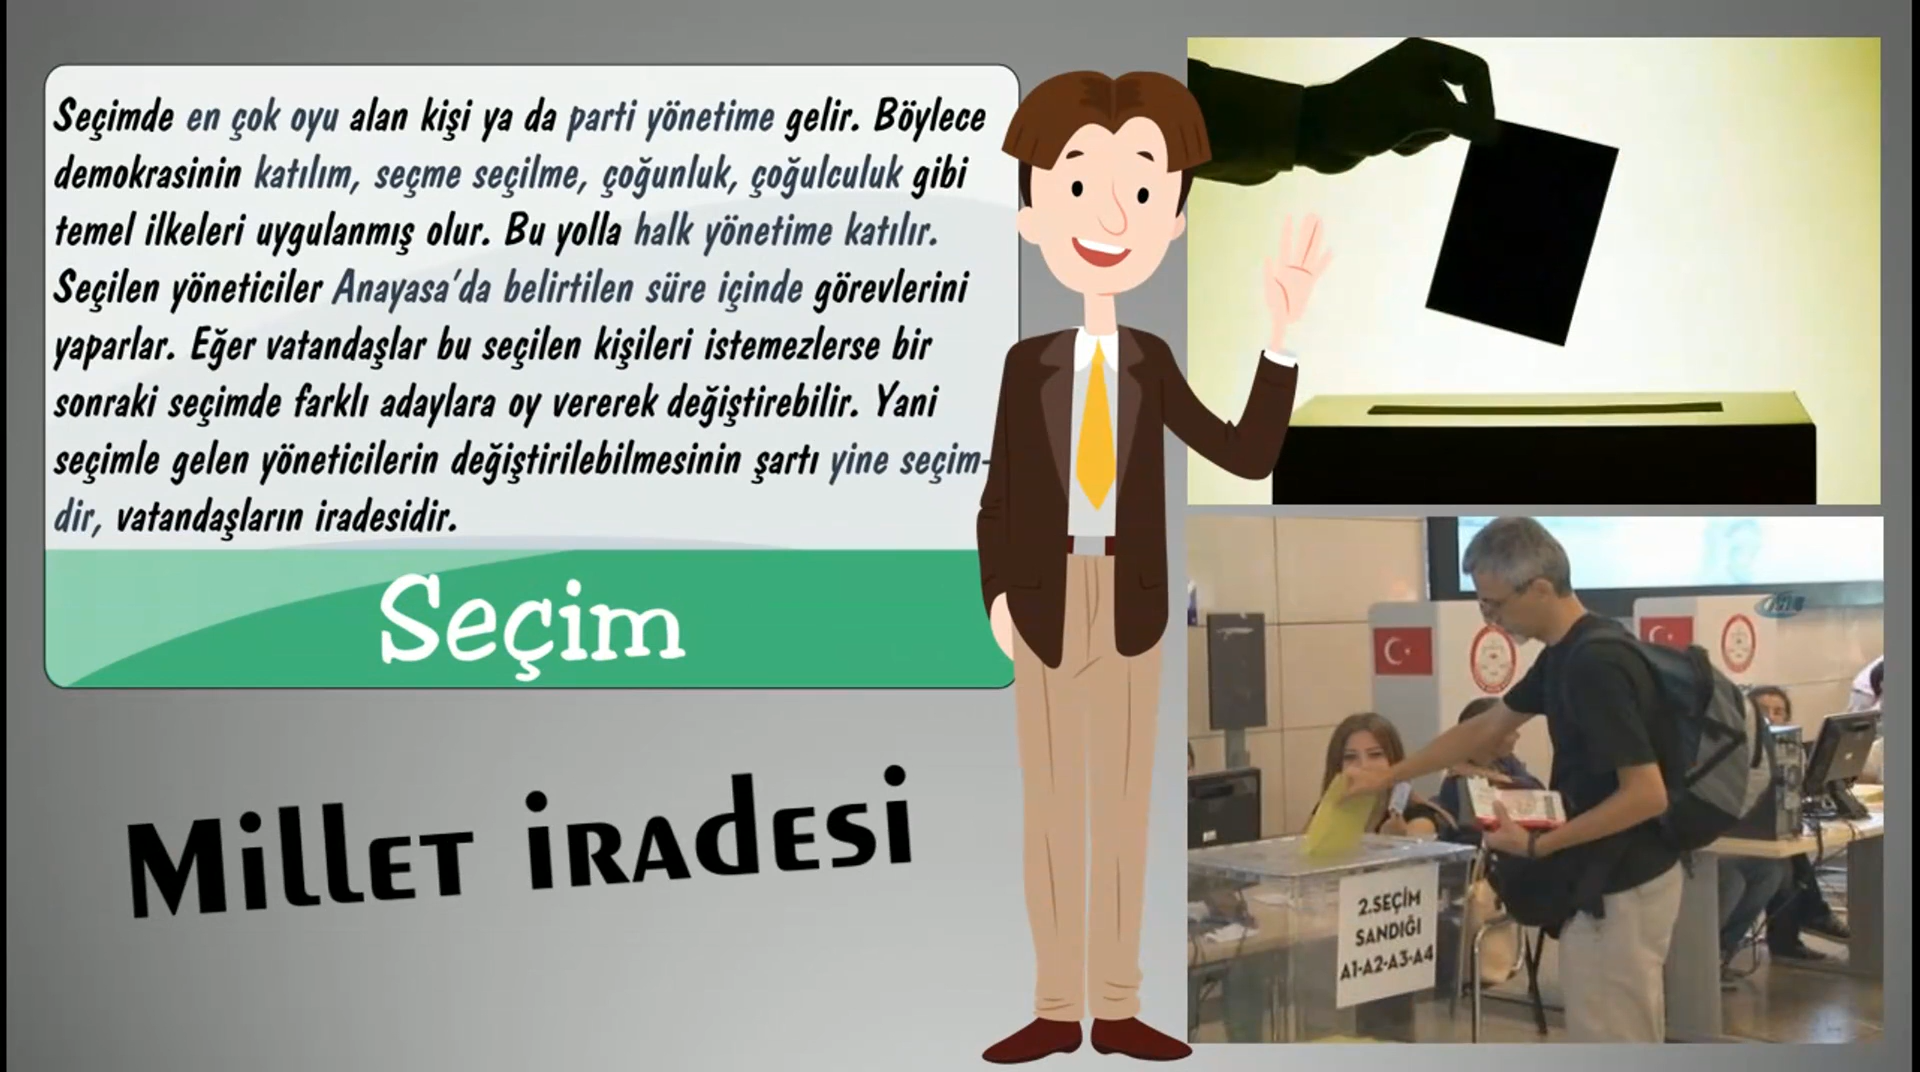 Seçimde en çok oyu alan kişi ya da parti yönetime gelir. Böylece
demokrasinin katılım, seçme seçilme, çoğunluk, çoğulculuk gibi
temel ilkeleri uygulanmış olur. Bu yolla halk yönetime katılır.
Seçilen yöneticiler Anayasa'da belirtilen süre içinde görevlerini
yaparlar. Eğer vatandaşlar bu seçilen kişileri istemezlerse bir
sonraki seçimde farklı adaylara oy vererek değiştirebilir. Yani
seçimle gelen yöneticilerin değiştirilebilmesinin şartı yine seçim-
dir, vatandaşların iradesidir.
Seçim
Millet iradesi
2.SEÇİM
SANDIĞI
A1-A2-A3-A4